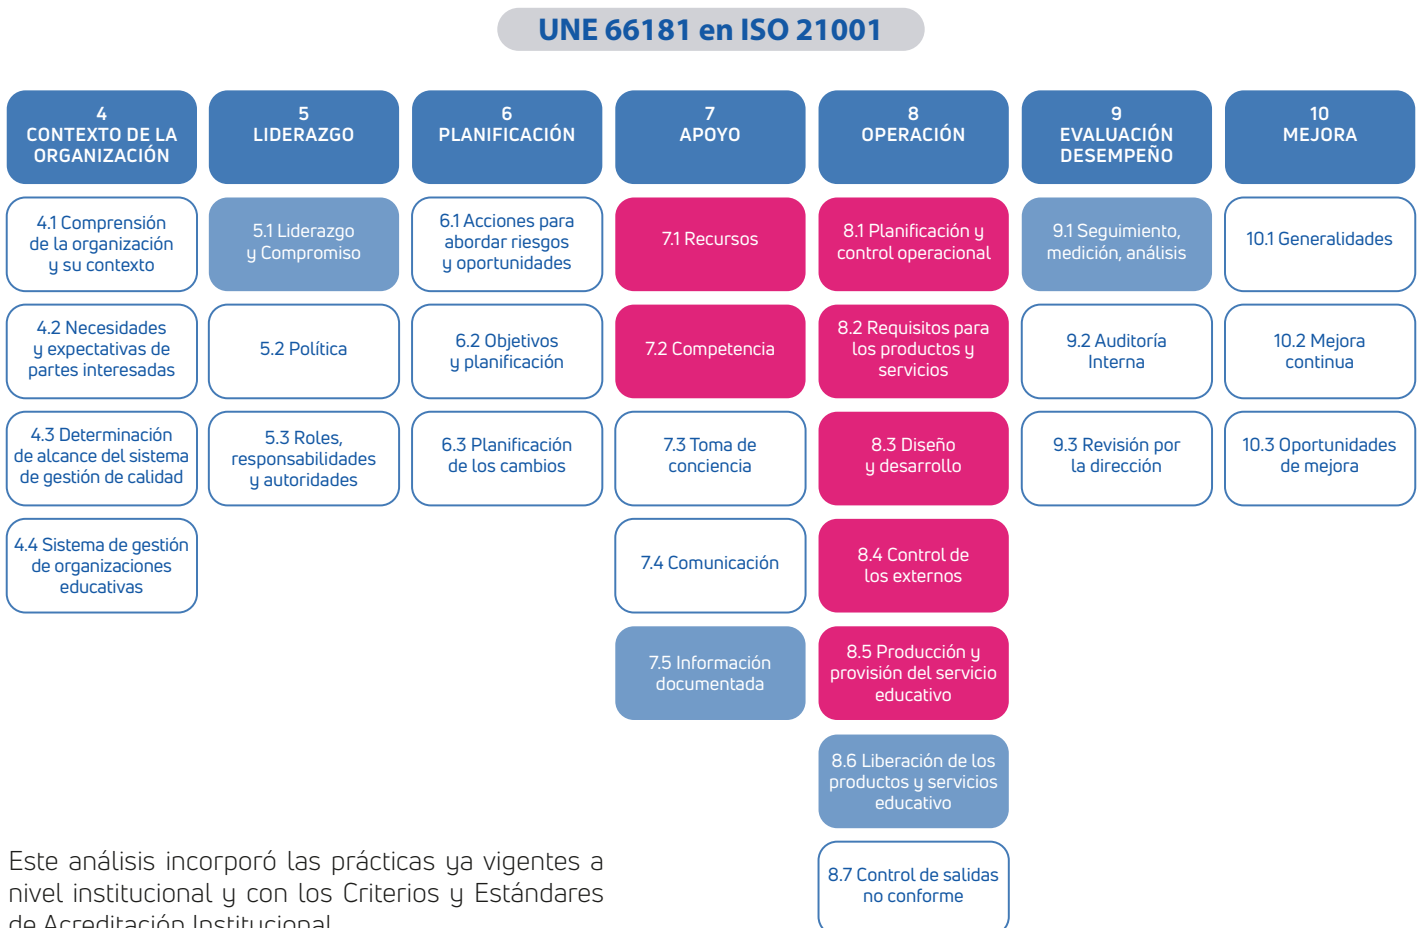 UNE 66181 en ISO 21001
4
CONTEXTO DE LA
ORGANIZACIÓN
5
LIDERAZGO
6
PLANIFICACIÓN
7
APOYO
8
OPERACIÓN
9
EVALUACIÓN
DESEMPEÑO
10
MEJORA
4.1 Comprensión
de la organización
y su contexto
5.1 Liderazgo
y Compromiso
6.1 Acciones para
abordar riesgos
y oportunidades
7.1 Recursos
8.1 Planificación y
control operacional
9.1 Seguimiento,
medición, análisis
10.1 Generalidades
4.2 Necesidades
y expectativas de
partes interesadas
5.2 Política
6.2 Objetivos
y planificación
7.2 Competencia
8.2 Requisitos para
los productos y
servicios
9.2 Auditoría
Interna
10.2 Mejora
continua
4.3 Determinación
de alcance del sistema
de gestión de calidad
5.3 Roles,
responsabilidades
y autoridades
6.3 Planificación
de los cambios
7.3 Toma de
conciencia
8.3 Diseño
y desarrollo
9.3 Revisión por
la dirección
10.3 Oportunidades
de mejora
4.4 Sistema de gestión
de organizaciones
educativas
7.4 Comunicación
8.4 Control de
los externos
7.5 Información
documentada
8.5 Producción y
provisión del servicio
educativo
8.6 Liberación de los
productos y servicios
educativo
8.7 Control de salidas
no conforme
Este análisis incorporó las prácticas ya vigentes a
nivel institucional y con los Criterios y Estándares
de Acreditación Institucional